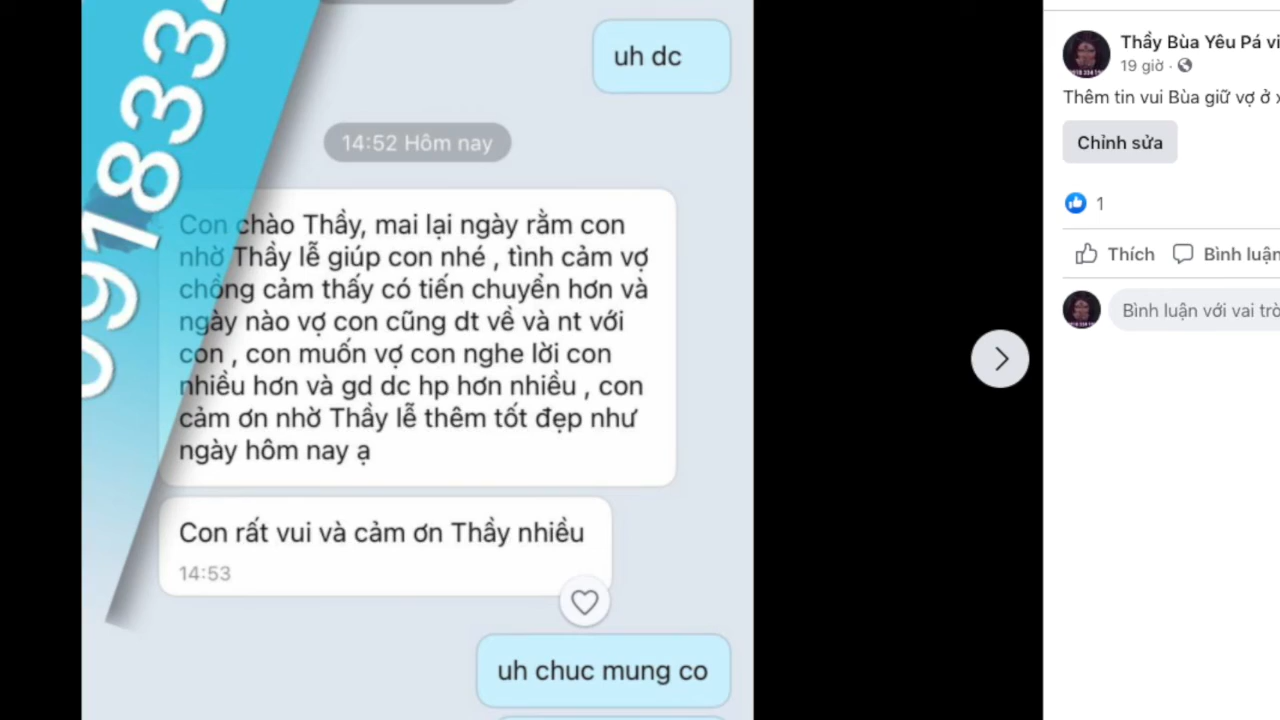 uh dc
14:52 Hôm nay
Con chào Thầy, mai lại ngày rằm con
nhờ Thầy lễ giúp con nhé , tình cảm vợ
chồng cảm thấy có tiến chuyển hơn và
ngày nào vợ con cũng dt về và nt với
con , con muốn vợ con nghe lời con
nhiều hơn và gd dc hp hơn nhiều , con
cảm ơn nhờ Thầy lễ thêm tốt đẹp như
ngày hôm nay ạ
Con rất vui và cảm ơn Thầy nhiều
14:53
uh chuc mung co
091833
Thầy Bùa Yêu Pá vi
19 giờ ·
Thêm tin vui Bùa giữ vợ ở x
Chỉnh sửa
1
Thích
Bình luận
Bình luận với vai trò